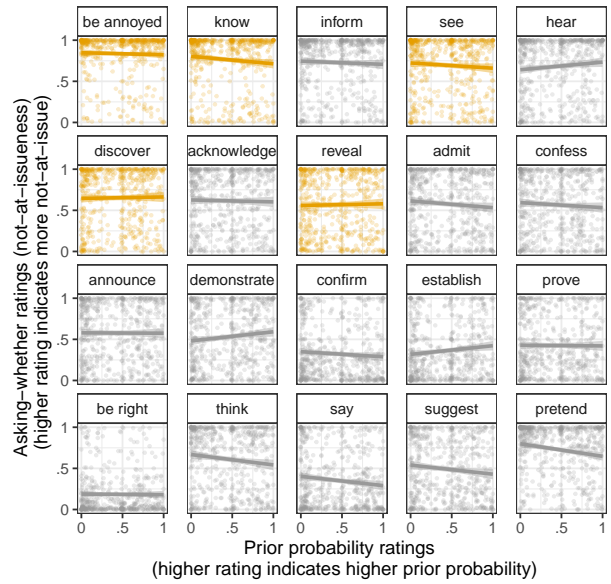 be annoyed know inform see hear
1
.5
0
discover acknowledge reveal admit confess
1
.5
0
announce demonstrate confirm establish prove
1
.5
0
be right think say suggest pretend
1
.5
0
0 .5 1 0 .5 1 0 .5 1 0 .5 1 0 .5 1
Prior probability ratings
(higher rating indicates higher prior probability)
Asking−whether ratings (not−at−issueness)
(higher rating indicates more not−at−issue)